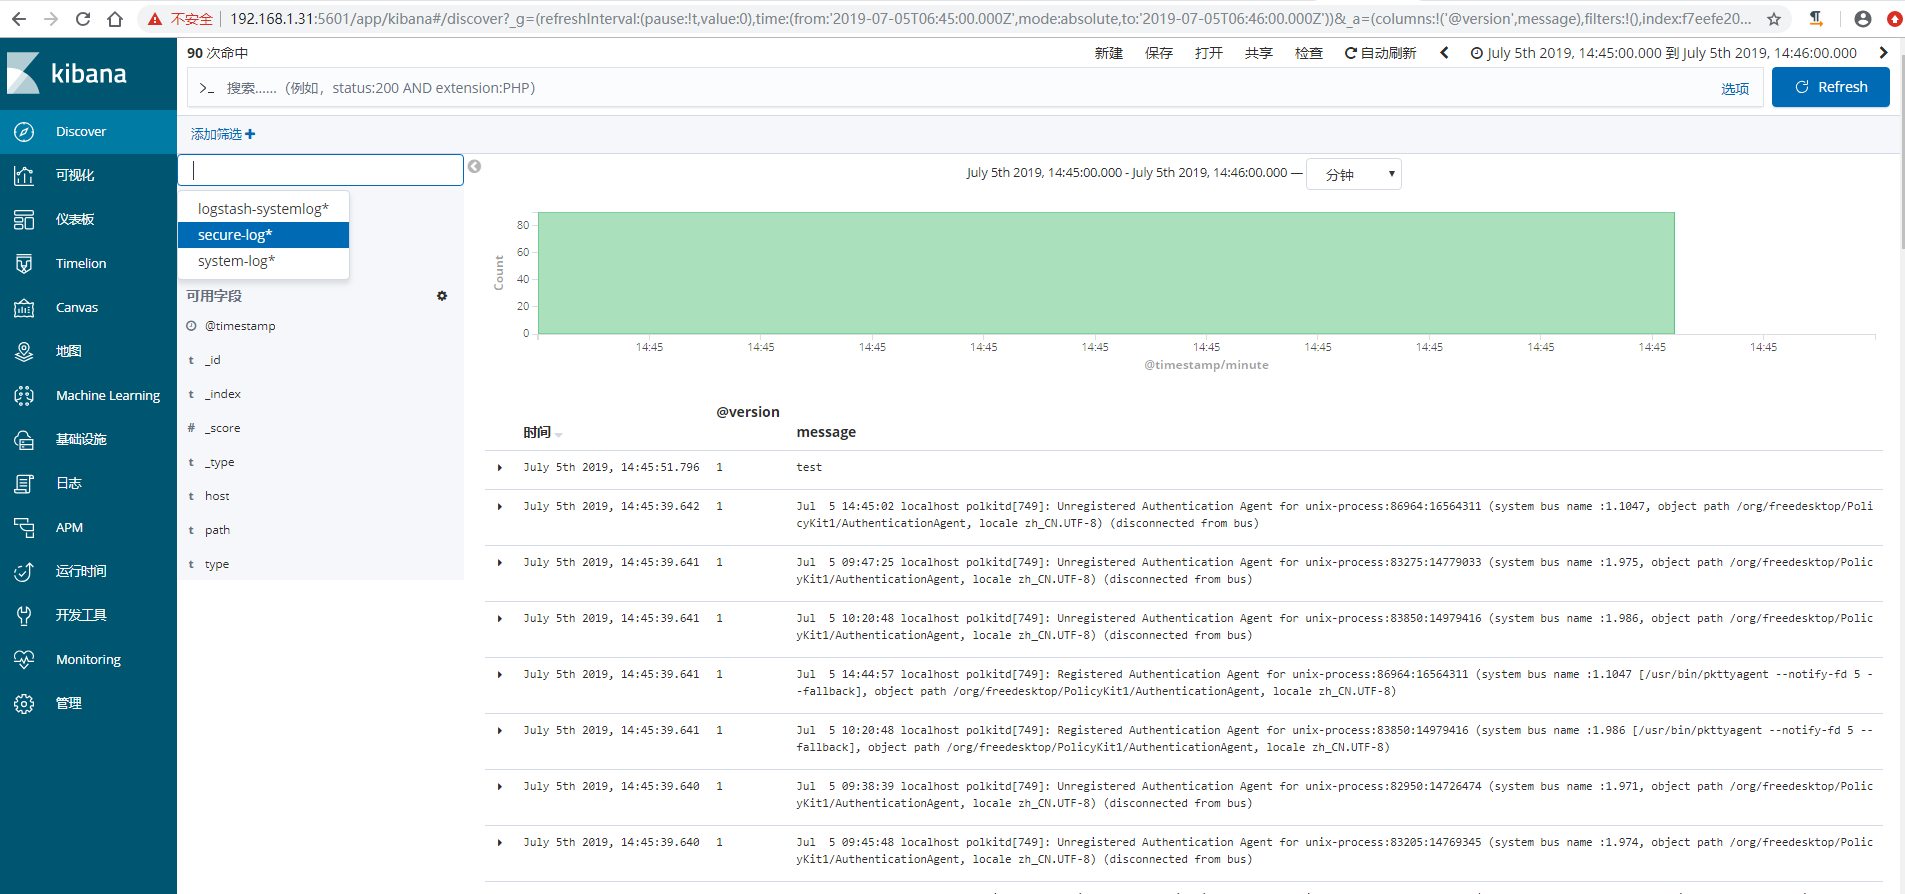 不安全 192.168.1.31:5601/app/kibana#/discover?_g=(refreshInterval:(pause:!t,value:0),time:(from:'2019-07-05T06:45:00.000Z',mode:absolute,to:'2019-07-05T06:46:00.000Z'))&_a=(columns:!('@version',message),filters:!(),index:f7eefe20...
kibana
Discover
可视化
仪表板
Timelion
Canvas
地图
Machine Learning
基础设施
日志
APM
运行时间
开发工具
Monitoring
管理
90 次命中
新建 保存 打开 共享 检查 自动刷新 July 5th 2019, 14:45:00.000 到 July 5th 2019, 14:46:00.000
>_ 搜索...... (例如，status:200 AND extension:PHP) 选项 Refresh
添加筛选
logstash-systemlog*
secure-log*
system-log*
可用字段
@timestamp
t _id
t _index
# _score
t _type
t host
t path
t type
July 5th 2019, 14:45:00.000 - July 5th 2019, 14:46:00.000 — 分钟
Count
80
60
40
20
0
14:45 14:45 14:45 14:45 14:45 14:45 14:45 14:45 14:45 14:45 14:45
@timestamp/minute
时间 @version message
July 5th 2019, 14:45:51.796 1 test
July 5th 2019, 14:45:39.642 1 Jul  5 14:45:02 localhost polkitd[749]: Unregistered Authentication Agent for unix-process:86964:16564311 (system bus name :1.1047, object path /org/freedesktop/Poli
cyKit1/AuthenticationAgent, locale zh_CN.UTF-8) (disconnected from bus)
July 5th 2019, 14:45:39.641 1 Jul  5 09:47:25 localhost polkitd[749]: Unregistered Authentication Agent for unix-process:83275:14779033 (system bus name :1.975, object path /org/freedesktop/Polic
yKit1/AuthenticationAgent, locale zh_CN.UTF-8) (disconnected from bus)
July 5th 2019, 14:45:39.641 1 Jul  5 10:20:48 localhost polkitd[749]: Unregistered Authentication Agent for unix-process:83850:14979416 (system bus name :1.986, object path /org/freedesktop/Polic
yKit1/AuthenticationAgent, locale zh_CN.UTF-8) (disconnected from bus)
July 5th 2019, 14:45:39.641 1 Jul  5 14:44:57 localhost polkitd[749]: Registered Authentication Agent for unix-process:86964:16564311 (system bus name :1.1047 [/usr/bin/pkttyagent --notify-fd 5 -
-fallback], object path /org/freedesktop/PolicyKit1/AuthenticationAgent, locale zh_CN.UTF-8)
July 5th 2019, 14:45:39.641 1 Jul  5 10:20:48 localhost polkitd[749]: Registered Authentication Agent for unix-process:83850:14979416 (system bus name :1.986 [/usr/bin/pkttyagent --notify-fd 5 --
fallback], object path /org/freedesktop/PolicyKit1/AuthenticationAgent, locale zh_CN.UTF-8)
July 5th 2019, 14:45:39.640 1 Jul  5 09:38:39 localhost polkitd[749]: Unregistered Authentication Agent for unix-process:82950:14726474 (system bus name :1.971, object path /org/freedesktop/Polic
yKit1/AuthenticationAgent, locale zh_CN.UTF-8) (disconnected from bus)
July 5th 2019, 14:45:39.640 1 Jul  5 09:45:48 localhost polkitd[749]: Unregistered Authentication Agent for unix-process:83205:14769345 (system bus name :1.974, object path /org/freedesktop/Polic
yKit1/AuthenticationAgent, locale zh_CN.UTF-8) (disconnected from bus)